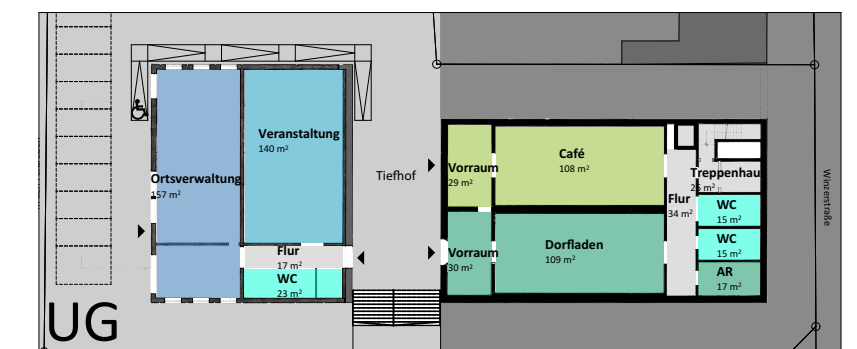 Veranstaltung
140 m²
Ortsverwaltung
157 m²
Flur
17 m²
WC
23 m²
Tiefhof
Vorraum
29 m²
Café
108 m²
Vorraum
30 m²
Dorfladen
109 m²
Flur
34 m²
Treppenhaus
WC
15 m²
WC
15 m²
AR
17 m²
Winzerstraße
UG